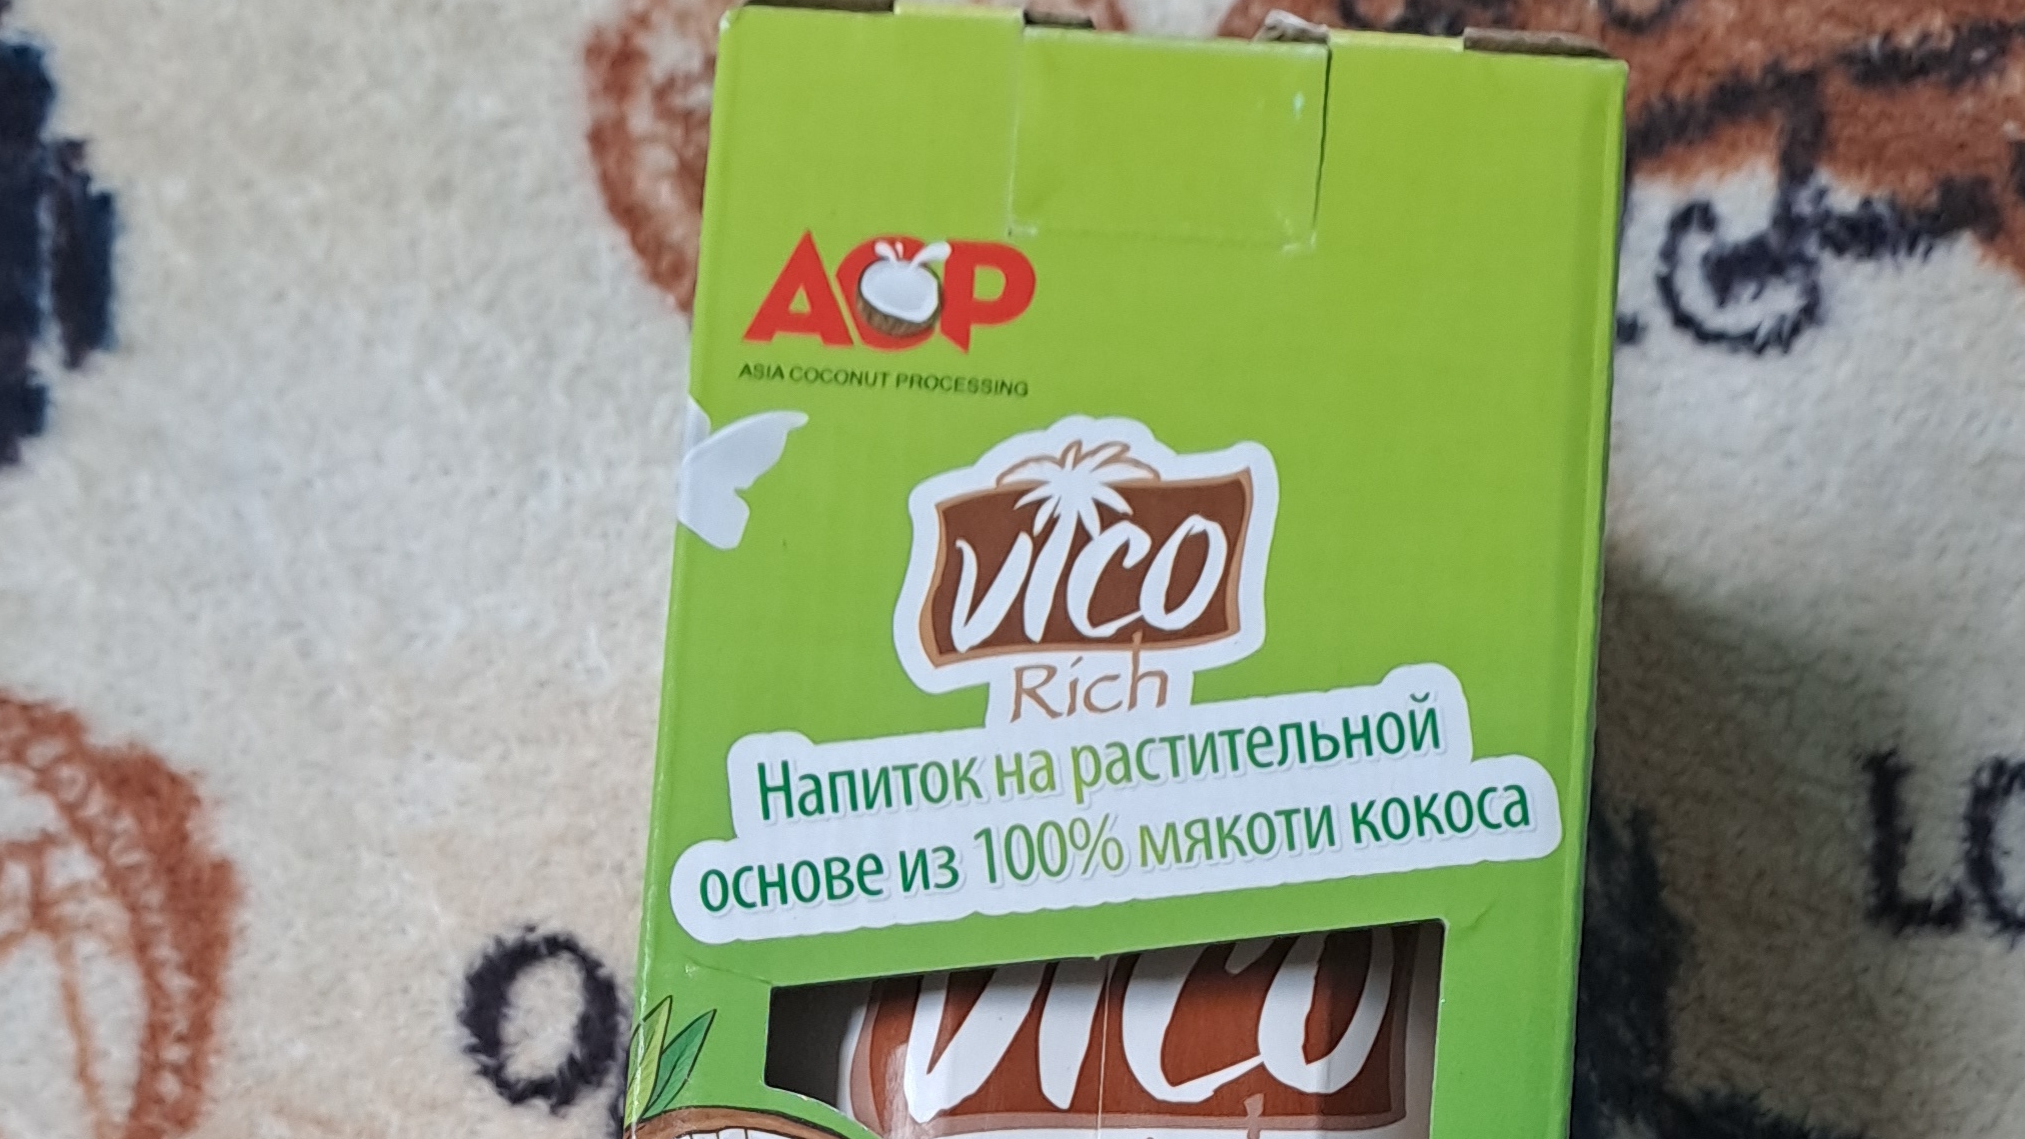 ACP
ASIA COCONUT PROCESSING
VICO
Rich
Напиток на растительной
основе из 100% мякоти кокоса
VICO